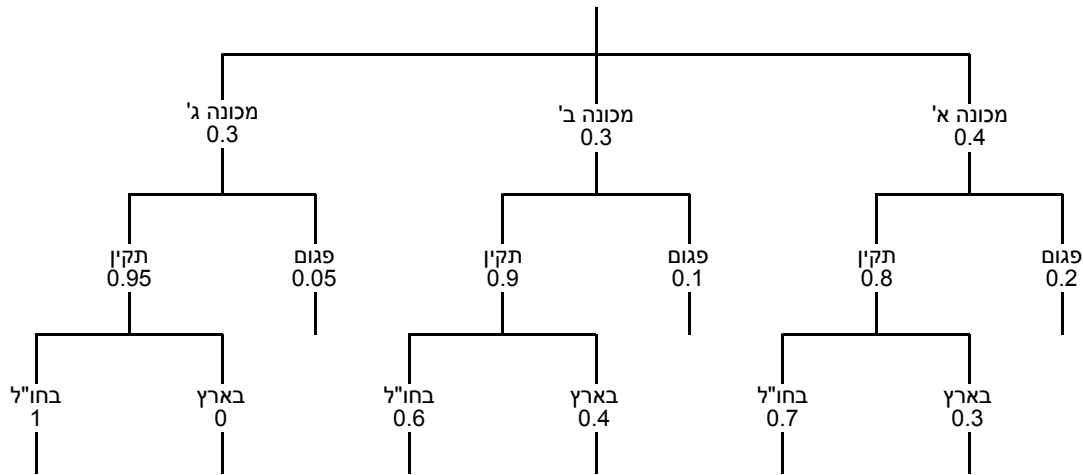 מכונה א'
0.4
מכונה ב'
0.3
מכונה ג'
0.3
פגום
0.2
תקין
0.8
פגום
0.1
תקין
0.9
פגום
0.05
תקין
0.95
בארץ
0.3
בחו"ל
0.7
בארץ
0.4
בחו"ל
0.6
בארץ
0
בחו"ל
1